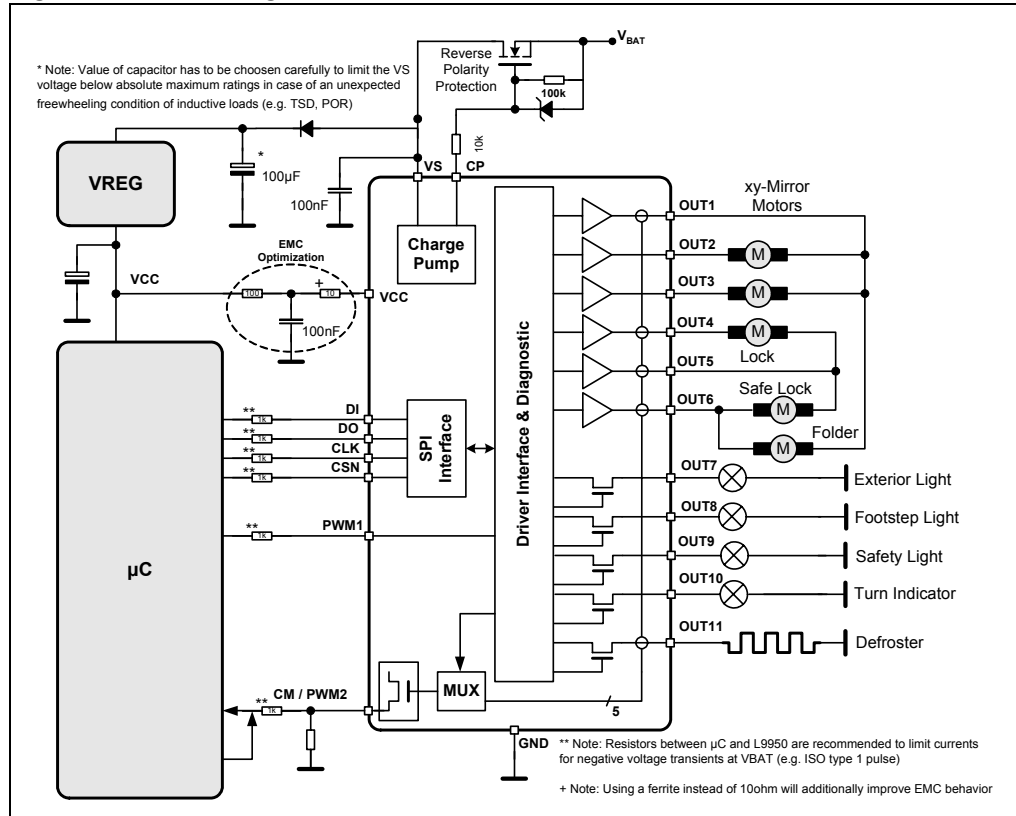 V_BAT
Reverse
Polarity
Protection
100k
* Note: Value of capacitor has to be choosen carefully to limit the VS
voltage below absolute maximum ratings in case of an unexpected
freewheeling condition of inductive loads (e.g. TSD, POR)
10k
*
VS CP
VREG
100µF
100nF
Charge
Pump
xy-Mirror
Motors
OUT1
OUT2
M
OUT3
M
OUT4
M
Lock
OUT5
Safe Lock
OUT6
M
Folder
M
EMC
Optimization
VCC
100
+
10
VCC
100nF
Driver Interface & Diagnostic
µC
** 1k DI
** 1k DO
** 1k CLK
** 1k CSN
SPI
Interface
** 1k PWM1
OUT7
Exterior Light
OUT8
Footstep Light
OUT9
Safety Light
OUT10
Turn Indicator
OUT11
Defroster
MUX
5
** 1k CM / PWM2
GND
** Note: Resistors between µC and L9950 are recommended to limit currents
for negative voltage transients at VBAT (e.g. ISO type 1 pulse)
+ Note: Using a ferrite instead of 10ohm will additionally improve EMC behavior